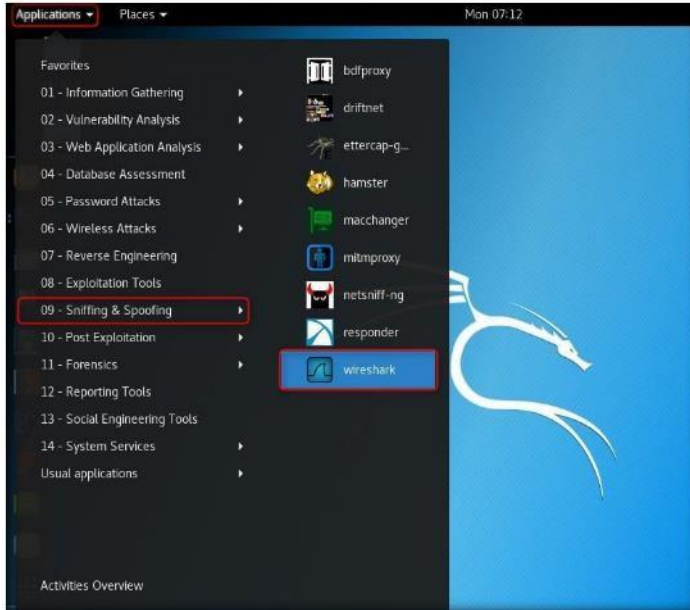 Applications Places Mon 07:12
Favorites
01 - Information Gathering
02 - Vulnerability Analysis
03 - Web Application Analysis
04 - Database Assessment
05 - Password Attacks
06 - Wireless Attacks
07 - Reverse Engineering
08 - Exploitation Tools
09 - Sniffing & Spoofing
10 - Post Exploitation
11 - Forensics
12 - Reporting Tools
13 - Social Engineering Tools
14 - System Services
Usual applications
Activities Overview
bdfproxy
driftnet
ettercap-g...
hamster
macchanger
mitmproxy
netsniff-ng
responder
wireshark